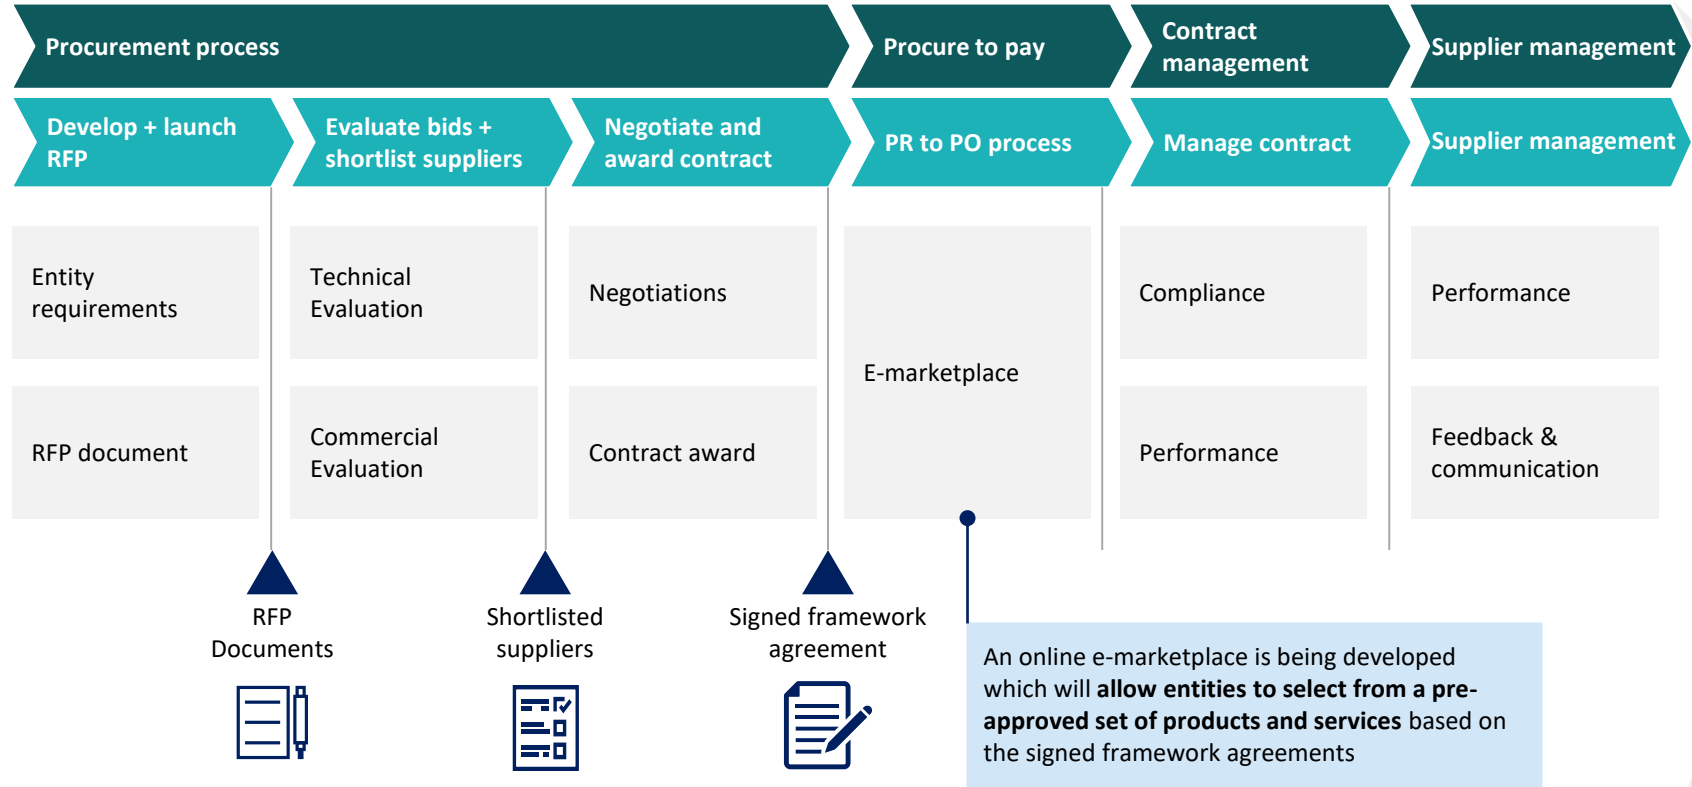 Procurement process
Procure to pay
Contract
management
Supplier management
Develop + launch
RFP
Evaluate bids +
shortlist suppliers
Negotiate and
award contract
PR to PO process
Manage contract
Supplier management
Entity
requirements
Technical
Evaluation
Negotiations
E-marketplace
Compliance
Performance
RFP document
Commercial
Evaluation
Contract award
Performance
Feedback &
communication
RFP
Documents
Shortlisted
suppliers
Signed framework
agreement
An online e-marketplace is being developed
which will allow entities to select from a pre-
approved set of products and services based on
the signed framework agreements